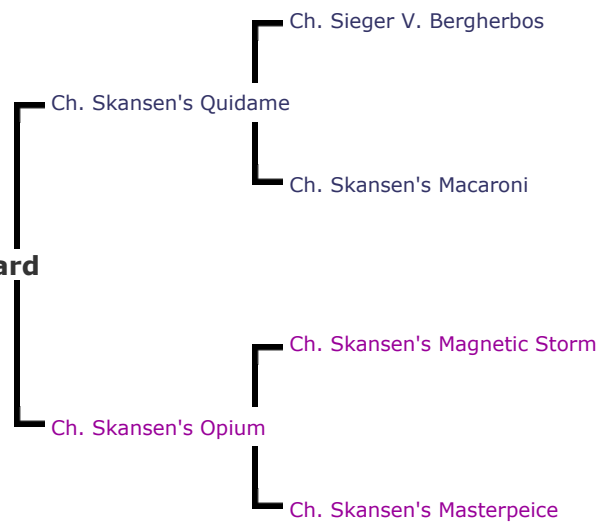 Ch. Sieger V. Bergherbos
Ch. Skansen's Quidame
Ch. Skansen's Macaroni
ard
Ch. Skansen's Magnetic Storm
Ch. Skansen's Opium
Ch. Skansen's Masterpeice